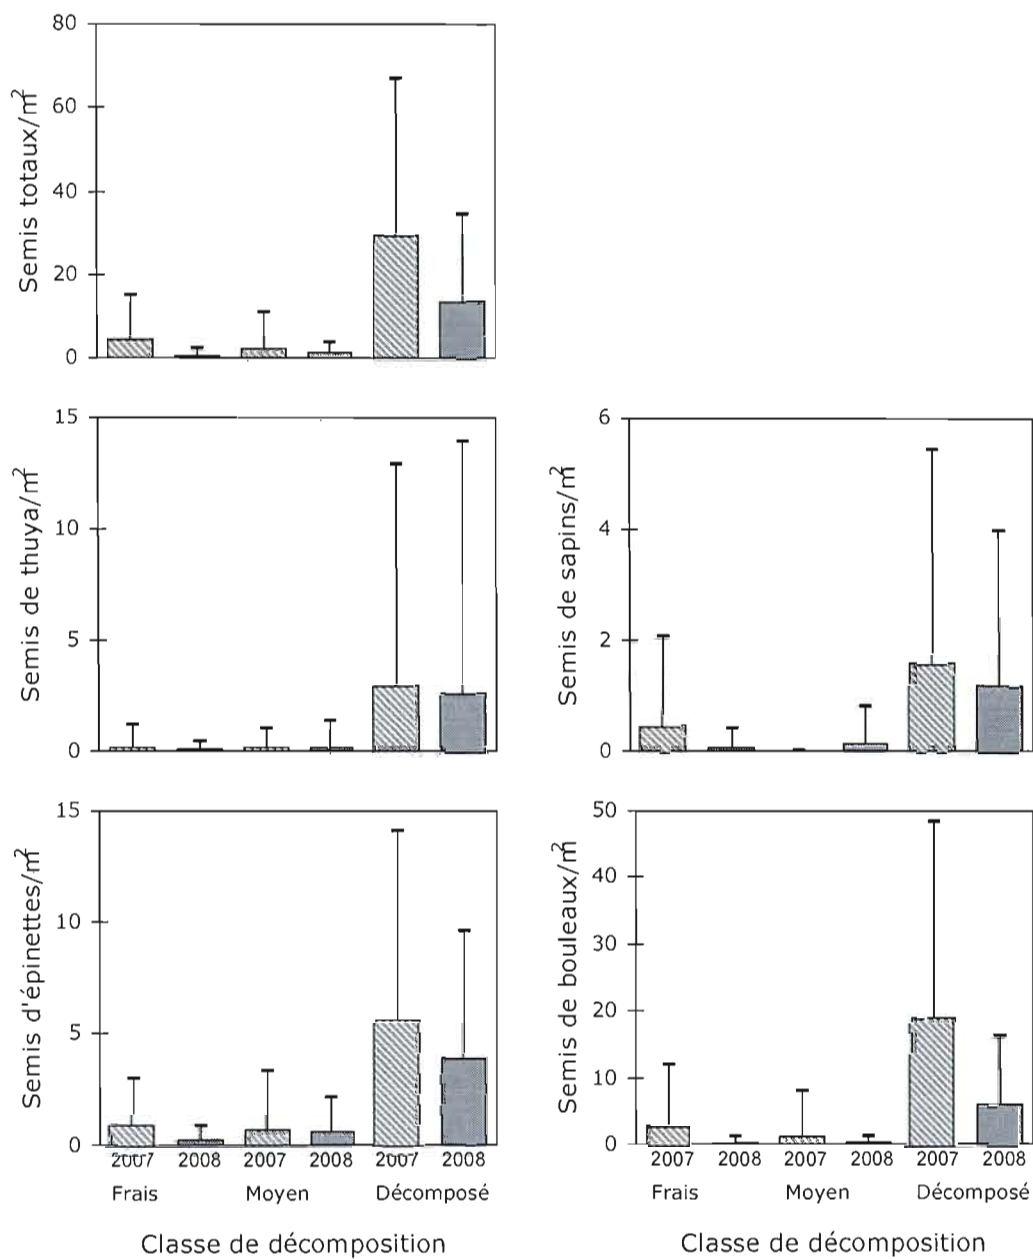 Semis totaux/m²
80
60
40
20
0
Semis de thuya/m²
15
10
5
0
Semis de sapins/m²
6
4
2
0
Semis d'épinettes/m²
15
10
5
0
2007 2008 2007 2008 2007 2008
Frais Moyen Décomposé
Classe de décomposition
Semis de bouleaux/m²
50
40
30
20
10
0
2007 2008 2007 2008 2007 2008
Frais Moyen Décomposé
Classe de décomposition